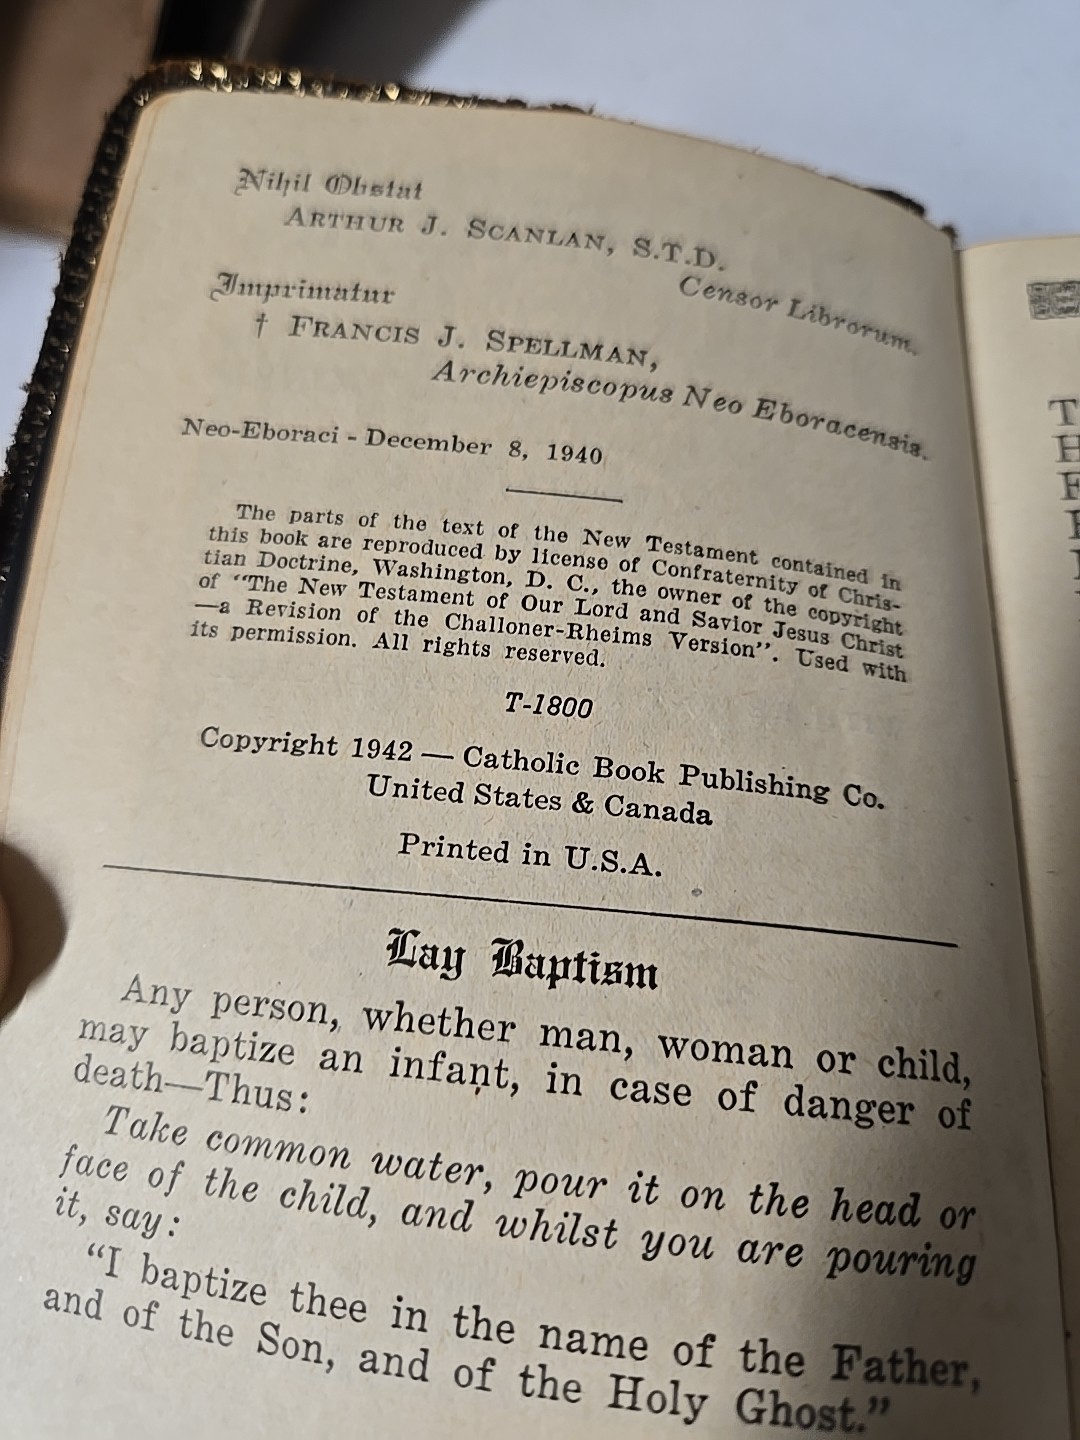 Nihil Obstat
ARTHUR J. SCANLAN, S.T.D.
Censor Librorum.
Imprimatur
† FRANCIS J. SPELLMAN,
Archiepiscopus Neo Eboracensis.
Neo-Eboraci - December 8, 1940
The parts of the text of the New Testament contained in
this book are reproduced by license of Confraternity of Chris-
tian Doctrine, Washington, D. C., the owner of the copyright
of “The New Testament of Our Lord and Savior Jesus Christ
—a Revision of the Challoner-Rheims Version”. Used with
its permission. All rights reserved.
T-1800
Copyright 1942 — Catholic Book Publishing Co.
United States & Canada
Printed in U.S.A.
Lay Baptism
Any person, whether man, woman or child,
may baptize an infant, in case of danger of
death—Thus:
Take common water, pour it on the head or
face of the child, and whilst you are pouring
it, say:
“I baptize thee in the name of the Father,
and of the Son, and of the Holy Ghost.”